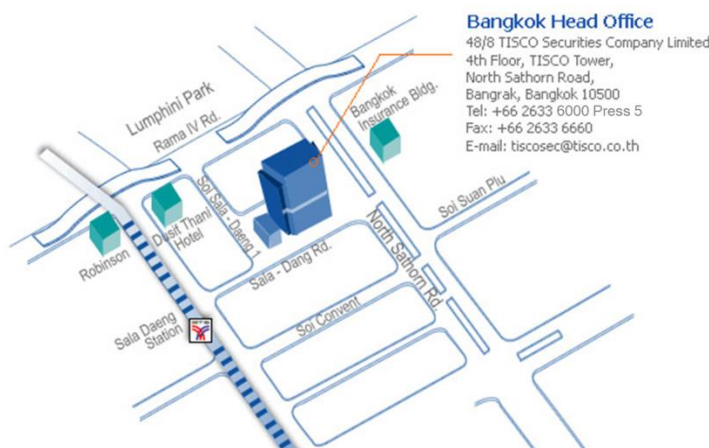 Bangkok Head Office
48/8 TISCO Securities Company Limited
4th Floor, TISCO Tower,
North Sathorn Road,
Bangrak, Bangkok 10500
Tel: +66 2633 6000 Press 5
Fax: +66 2633 6660
E-mail: tiscosec@tisco.co.th
Lumphini Park
Rama IV Rd.
Bangkok
Insurance Bldg.
Soi Sala - Daeng 1
Dusit Thani
Hotel
Robinson
Soi Suan Plu
North Sathorn Rd.
Sala - Dang Rd.
Soi Convent
Sala Daeng
Station